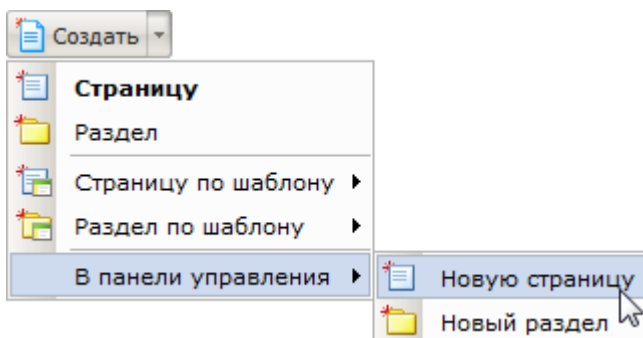 Создать
Страницу
Раздел
Страницу по шаблону
Раздел по шаблону
В панели управления
Новую страницу
Новый раздел